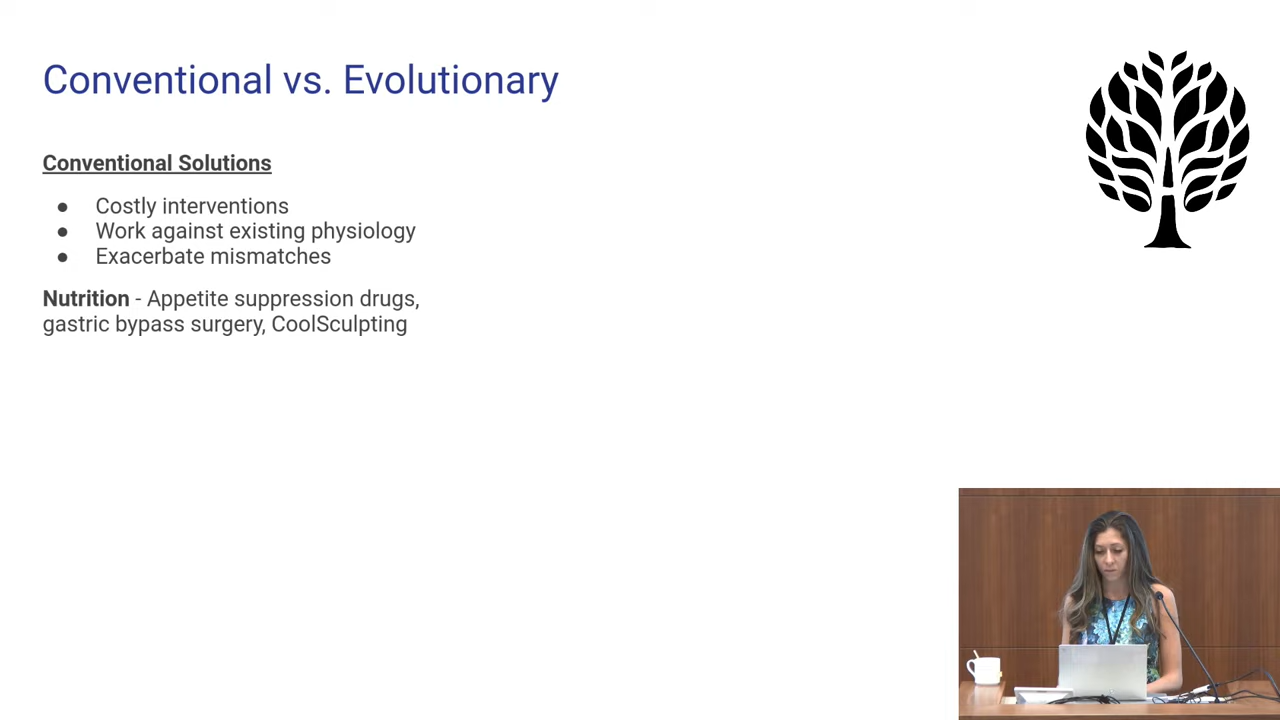 Conventional vs. Evolutionary
Conventional Solutions
● Costly interventions
● Work against existing physiology
● Exacerbate mismatches
Nutrition - Appetite suppression drugs,
gastric bypass surgery, CoolSculpting